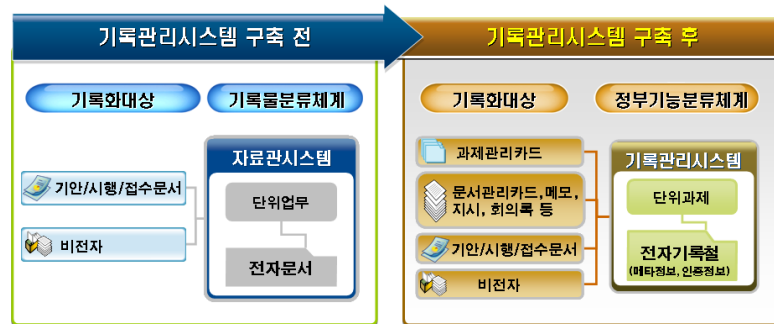 기록관리시스템 구축 전
기록관리시스템 구축 후
기록화대상
기록물분류체계
자료관시스템
기안/시행/접수문서
비전자
단위업무
전자문서
기록화대상
정부기능분류체계
과제관리카드
문서관리카드,메모,
지시, 회의록 등
기안/시행/접수문서
비전자
기록관리시스템
단위과제
전자기록철
(메타정보, 인증정보)